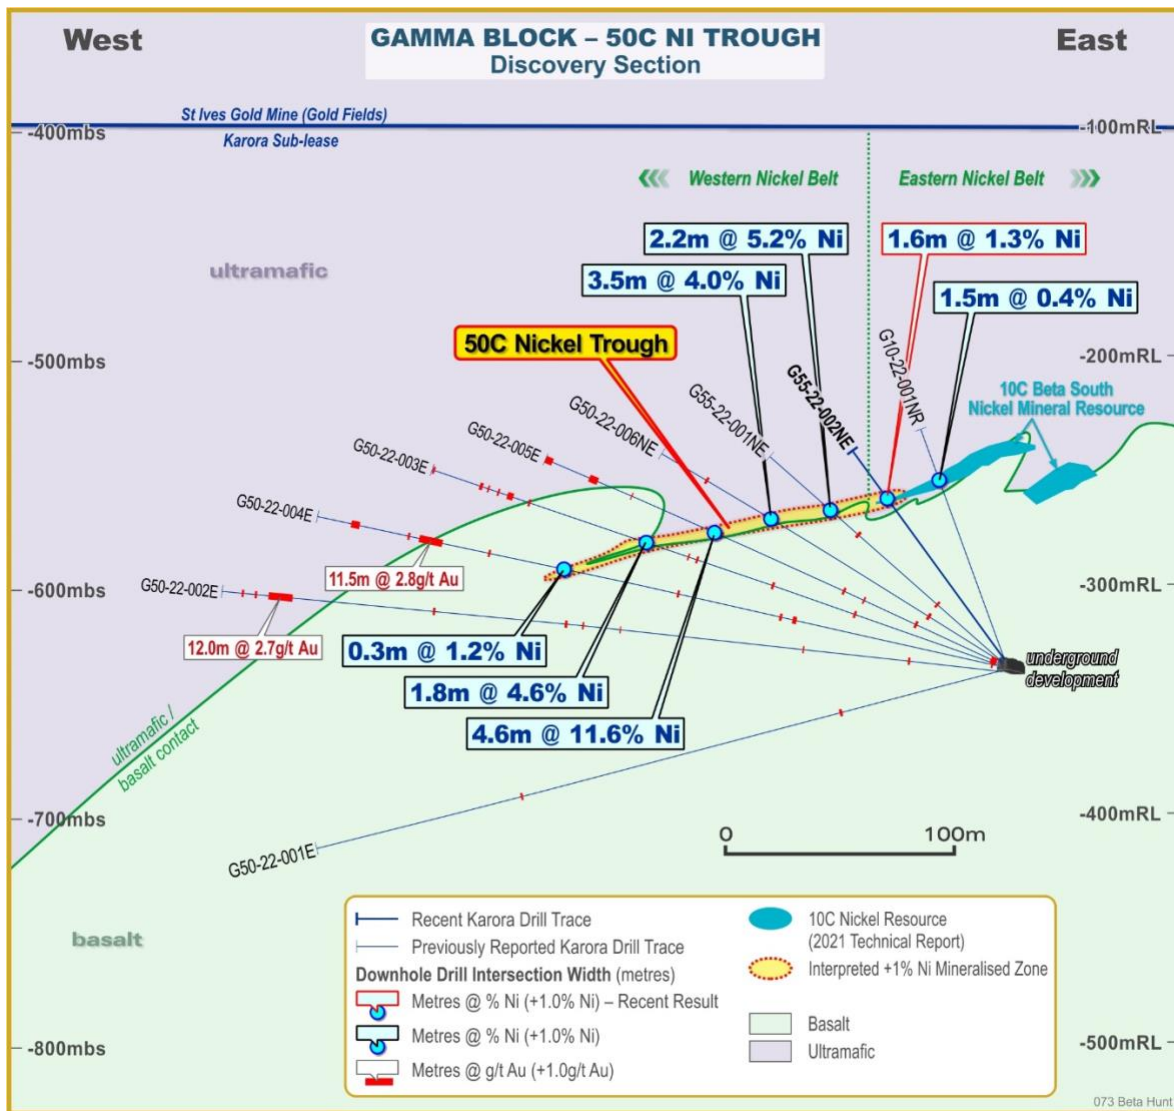 West
GAMMA BLOCK – 50C NI TROUGH
Discovery Section
East
St Ives Gold Mine (Gold Fields)
-400mbs
-100mRL
Karora Sub-lease
Western Nickel Belt
Eastern Nickel Belt
2.2m @ 5.2% Ni
1.6m @ 1.3% Ni
ultramafic
3.5m @ 4.0% Ni
1.5m @ 0.4% Ni
50C Nickel Trough
-500mbs
-200mRL
G10-22-001NR
10C Beta South
Nickel Mineral Resource
G55-22-002NE
G55-22-001NE
G50-22-006NE
G50-22-005E
G50-22-003E
G50-22-004E
11.5m @ 2.8g/t Au
-600mbs
-300mRL
G50-22-002E
12.0m @ 2.7g/t Au
0.3m @ 1.2% Ni
1.8m @ 4.6% Ni
4.6m @ 11.6% Ni
underground
development
ultramafic /
basalt contact
-700mbs
-400mRL
G50-22-001E
0
100m
basalt
Recent Karora Drill Trace
Previously Reported Karora Drill Trace
Downhole Drill Intersection Width (metres)
Metres @ % Ni (+1.0% Ni) – Recent Result
Metres @ % Ni (+1.0% Ni)
Metres @ g/t Au (+1.0g/t Au)
10C Nickel Resource
(2021 Technical Report)
Interpreted +1% Ni Mineralised Zone
Basalt
Ultramafic
-800mbs
-500mRL
073 Beta Hunt